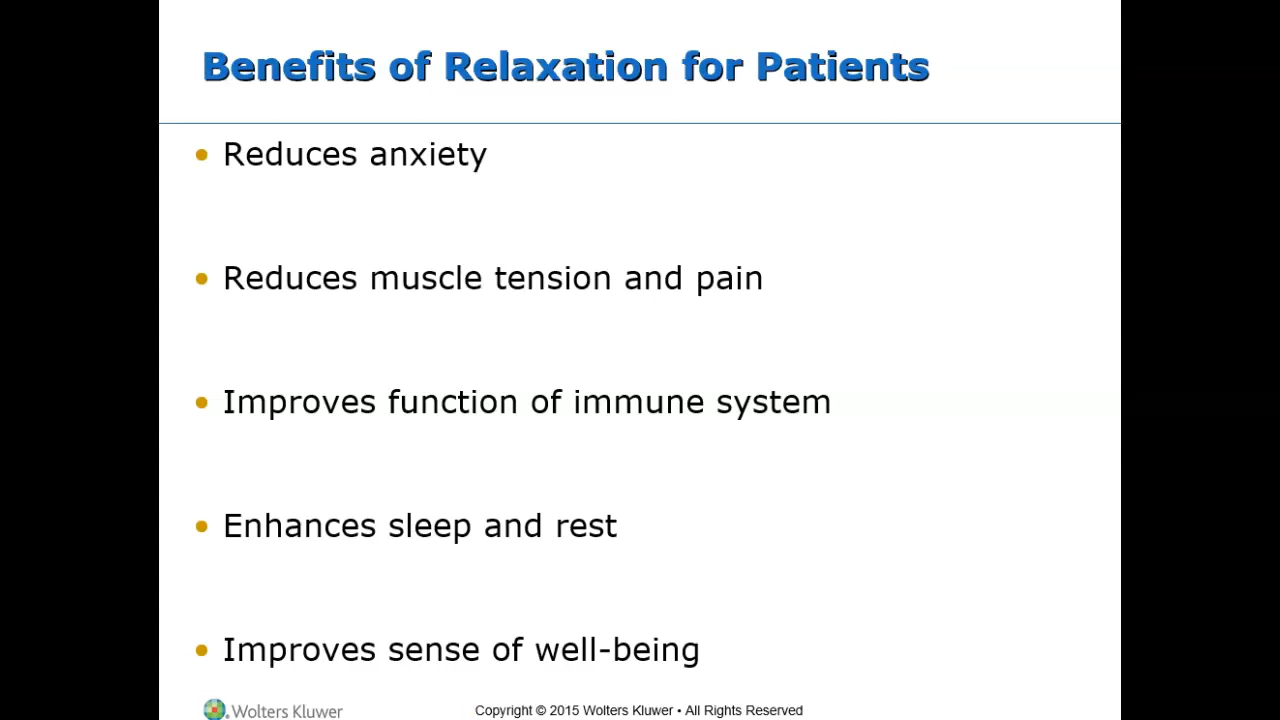 Benefits of Relaxation for Patients
• Reduces anxiety
• Reduces muscle tension and pain
• Improves function of immune system
• Enhances sleep and rest
• Improves sense of well-being
Wolters Kluwer
Copyright © 2015 Wolters Kluwer • All Rights Reserved